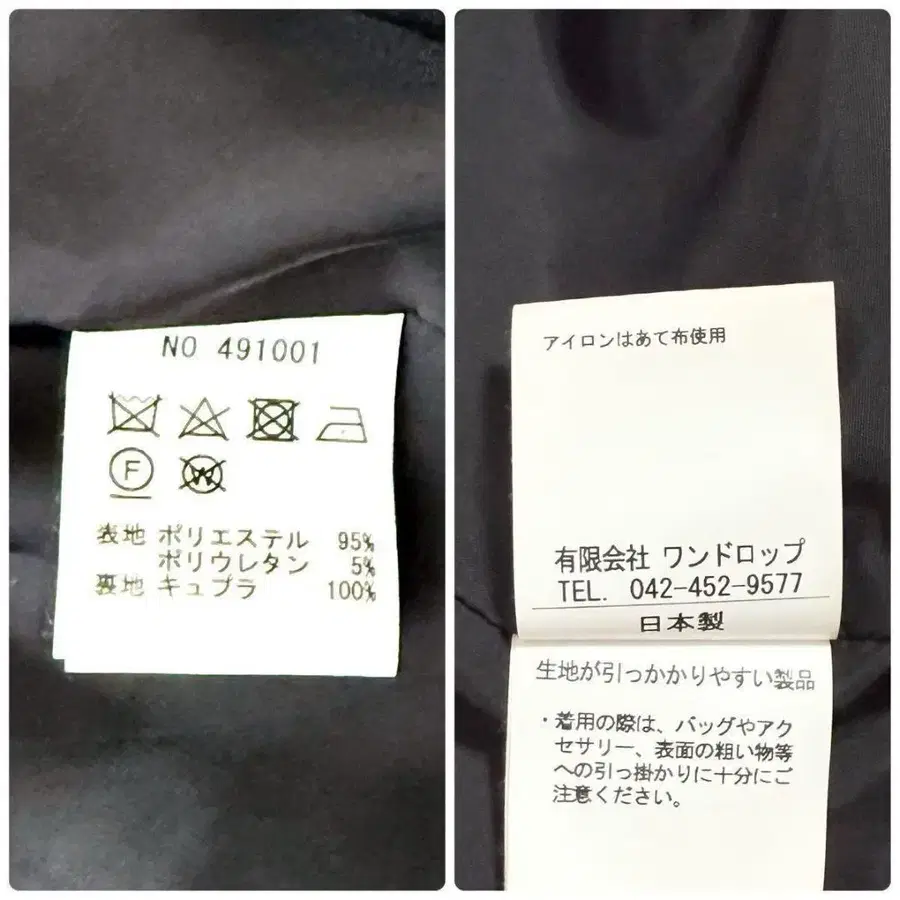 NO 491001
F
W
表地 ポリエステル 95%
ポリウレタン 5%
裏地 キュプラ 100%
アイロンはあて布使用
有限会社 ワンドロップ
TEL. 042-452-9577
日本製
生地が引っかかりやすい製品
・着用の際は、バッグやアク
セサリー、表面の粗い物等
への引っ掛かりに十分にご
注意ください。